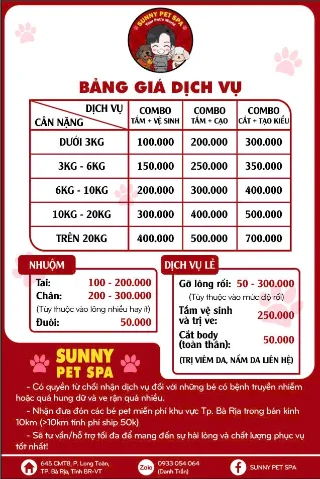 SUNNY PET SPA
Your Pet's Nanny
BẢNG GIÁ DỊCH VỤ
DỊCH VỤ
CÂN NẶNG
COMBO
TẮM + VỆ SINH
COMBO
TẮM + CẠO
COMBO
CẮT + TẠO KIỂU
DƯỚI 3KG 100.000 200.000 300.000
3KG - 6KG 150.000 250.000 350.000
6KG - 10KG 200.000 300.000 400.000
10KG - 20KG 300.000 400.000 500.000
TRÊN 20KG 400.000 500.000 700.000
NHUỘM
Tai: 100 - 200.000
Chân: 200 - 300.000
(Tùy thuộc vào lông nhiều hay ít)
Đuôi: 50.000
DỊCH VỤ LẺ
Gỡ lông rối: 50 - 300.000
(Tùy thuộc vào mức độ rối)
Tắm vệ sinh
và trị ve: 250.000
Cắt body
(toàn thân): 50.000
(TRỊ VIÊM DA, NẤM DA LIÊN HỆ)
SUNNY
PET SPA
- Có quyền từ chối nhận dịch vụ đối với những bé có bệnh truyền nhiễm
hoặc quá hung dữ và ve rận quá nhiều.
- Nhận đưa đón các bé pet miễn phí khu vực Tp. Bà Rịa trong bán kính
10km (>10km tính phí ship 50k)
- Sẽ tư vấn/hỗ trợ tối đa để mang đến sự hài lòng và chất lượng phục vụ
tốt nhất!
645 CMT8, P. Long Toàn,
TP. Bà Rịa, Tỉnh BR-VT
Zalo
0933 054 064
(Danh Trần)
SUNNY PET SPA